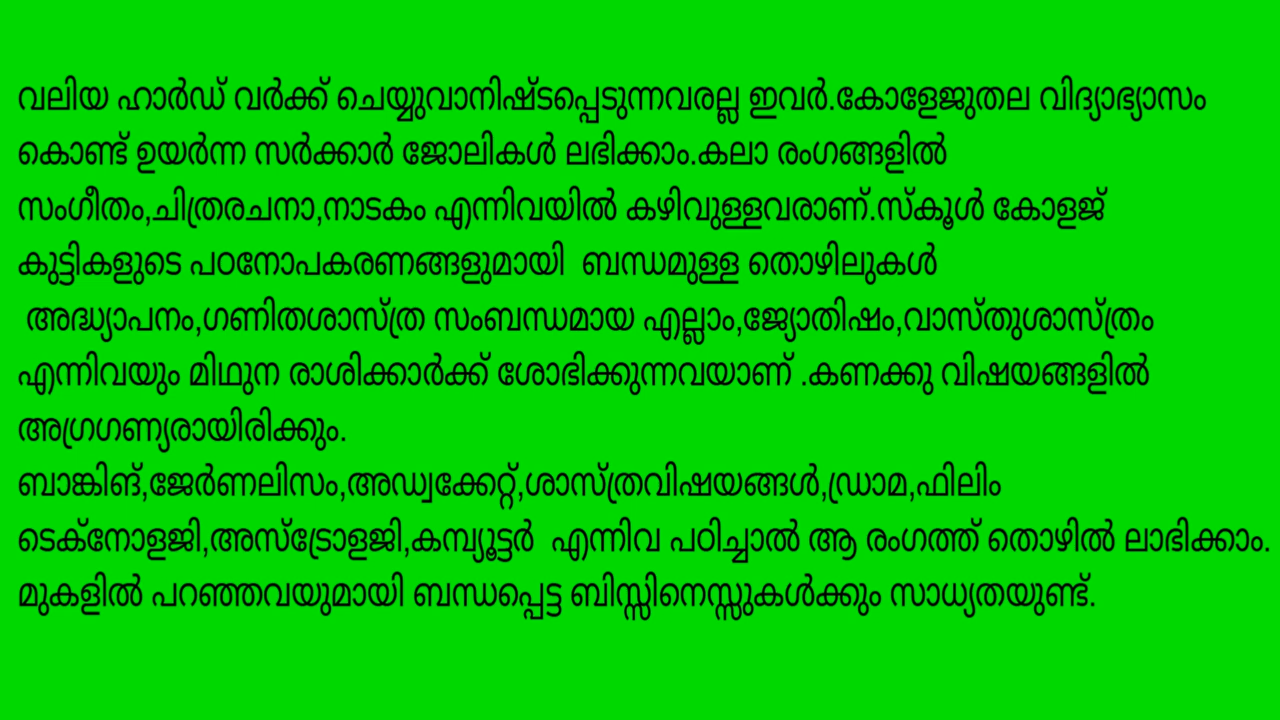 വലിയ ഹാർഡ് വർക്ക് ചെയ്യുവാനിഷ്ടപ്പെടുന്നവരല്ല ഇവർ.കോളേജുതല വിദ്യാഭ്യാസം
കൊണ്ട് ഉയർന്ന സർക്കാർ ജോലികൾ ലഭിക്കാം.കലാ രംഗങ്ങളിൽ
സംഗീതം,ചിത്രരചനാ,നാടകം എന്നിവയിൽ കഴിവുള്ളവരാണ്.സ്കൂൾ കോളജ്
കുട്ടികളുടെ പഠനോപകരണങ്ങളുമായി  ബന്ധമുള്ള തൊഴിലുകൾ
അദ്ധ്യാപനം,ഗണിതശാസ്ത്ര സംബന്ധമായ എല്ലാം,ജ്യോതിഷം,വാസ്തുശാസ്ത്രം
എന്നിവയും മിഥുന രാശിക്കാർക്ക് ശോഭിക്കുന്നവയാണ് .കണക്കു വിഷയങ്ങളിൽ
അഗ്രഗണ്യരായിരിക്കും.
ബാങ്കിങ്,ജേർണലിസം,അഡ്വക്കേറ്റ്,ശാസ്ത്രവിഷയങ്ങൾ,ഡ്രാമ,ഫിലിം
ടെക്നോളജി,അസ്ട്രോളജി,കമ്പ്യൂട്ടർ  എന്നിവ പഠിച്ചാൽ ആ രംഗത്ത് തൊഴിൽ ലാഭിക്കാം.
മുകളിൽ പറഞ്ഞവയുമായി ബന്ധപ്പെട്ട ബിസ്സിനെസ്സുകൾക്കും സാധ്യതയുണ്ട്.